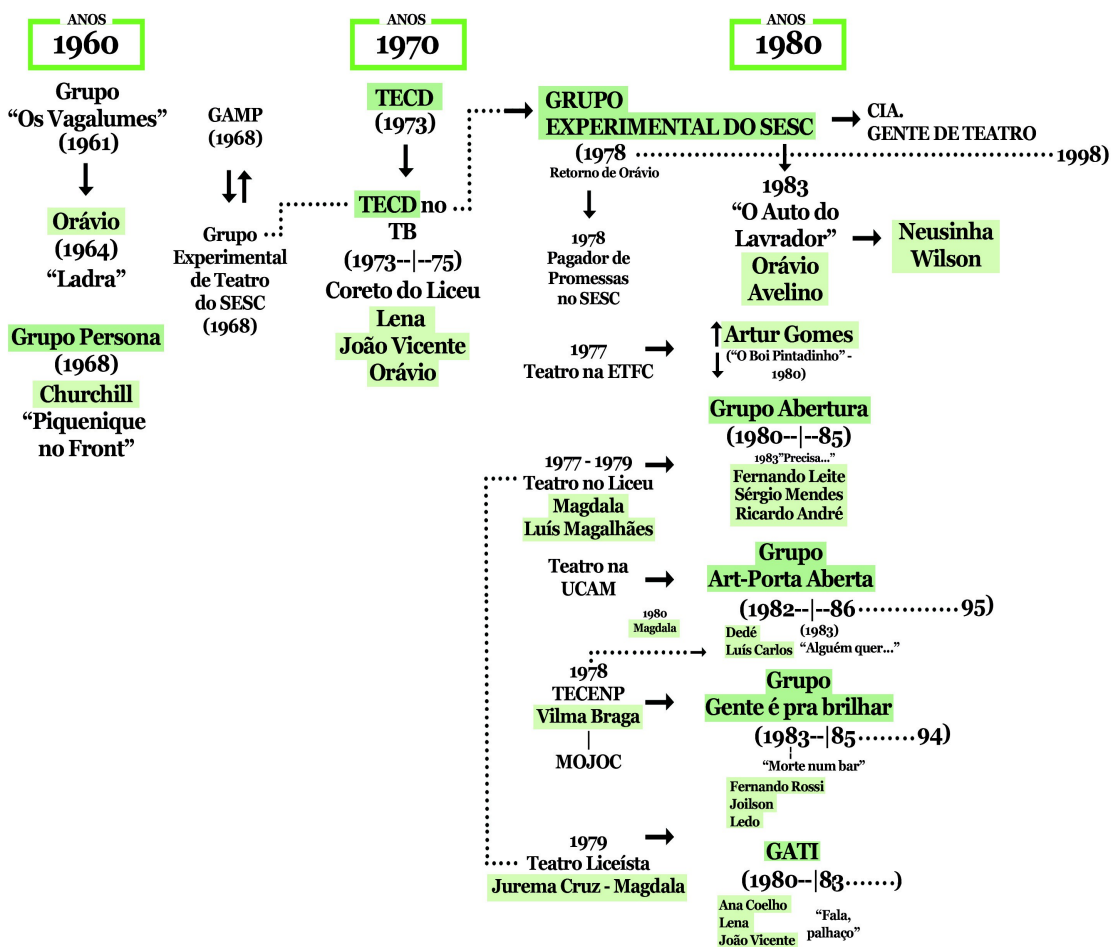 ANOS
1960
Grupo
“Os Vagalumes”
(1961)
Orávio
(1964)
“Ladra”
Grupo Persona
(1968)
Churchill
“Piquenique
no Front”
GAMP
(1968)
Grupo
Experimental
de Teatro
do SESC
(1968)
ANOS
1970
TECD
(1973)
TECD no
TB
(1973--|--75)
Coreto do Liceu
Lena
João Vicente
Orávio
ANOS
1980
GRUPO
EXPERIMENTAL DO SESC
(1978 1998)
Retorno de Orávio
CIA.
GENTE DE TEATRO
1978
Pagador de
Promessas
no SESC
1983
“O Auto do
Lavrador”
Orávio
Avelino
Neusinha
Wilson
1977
Teatro na ETFC
Artur Gomes
(“O Boi Pintadinho” -
1980)
Grupo Abertura
(1980--|--85)
1983”Precisa...”
Fernando Leite
Sérgio Mendes
Ricardo André
1977 - 1979
Teatro no Liceu
Magdala
Luís Magalhães
Teatro na
UCAM
Grupo
Art-Porta Aberta
(1982--|--86 ............... 95)
1980
Magdala
Dedé
Luís Carlos
(1983)
“Alguém quer...”
1978
TECENP
Vilma Braga
MOJOC
Grupo
Gente é pra brilhar
(1983--|85 ........ 94)
“Morte num bar”
Fernando Rossi
Joilson
Ledo
1979
Teatro Liceísta
Jurema Cruz - Magdala
GATI
(1980--|83.......)
Ana Coelho
Lena
João Vicente
“Fala,
palhaço”